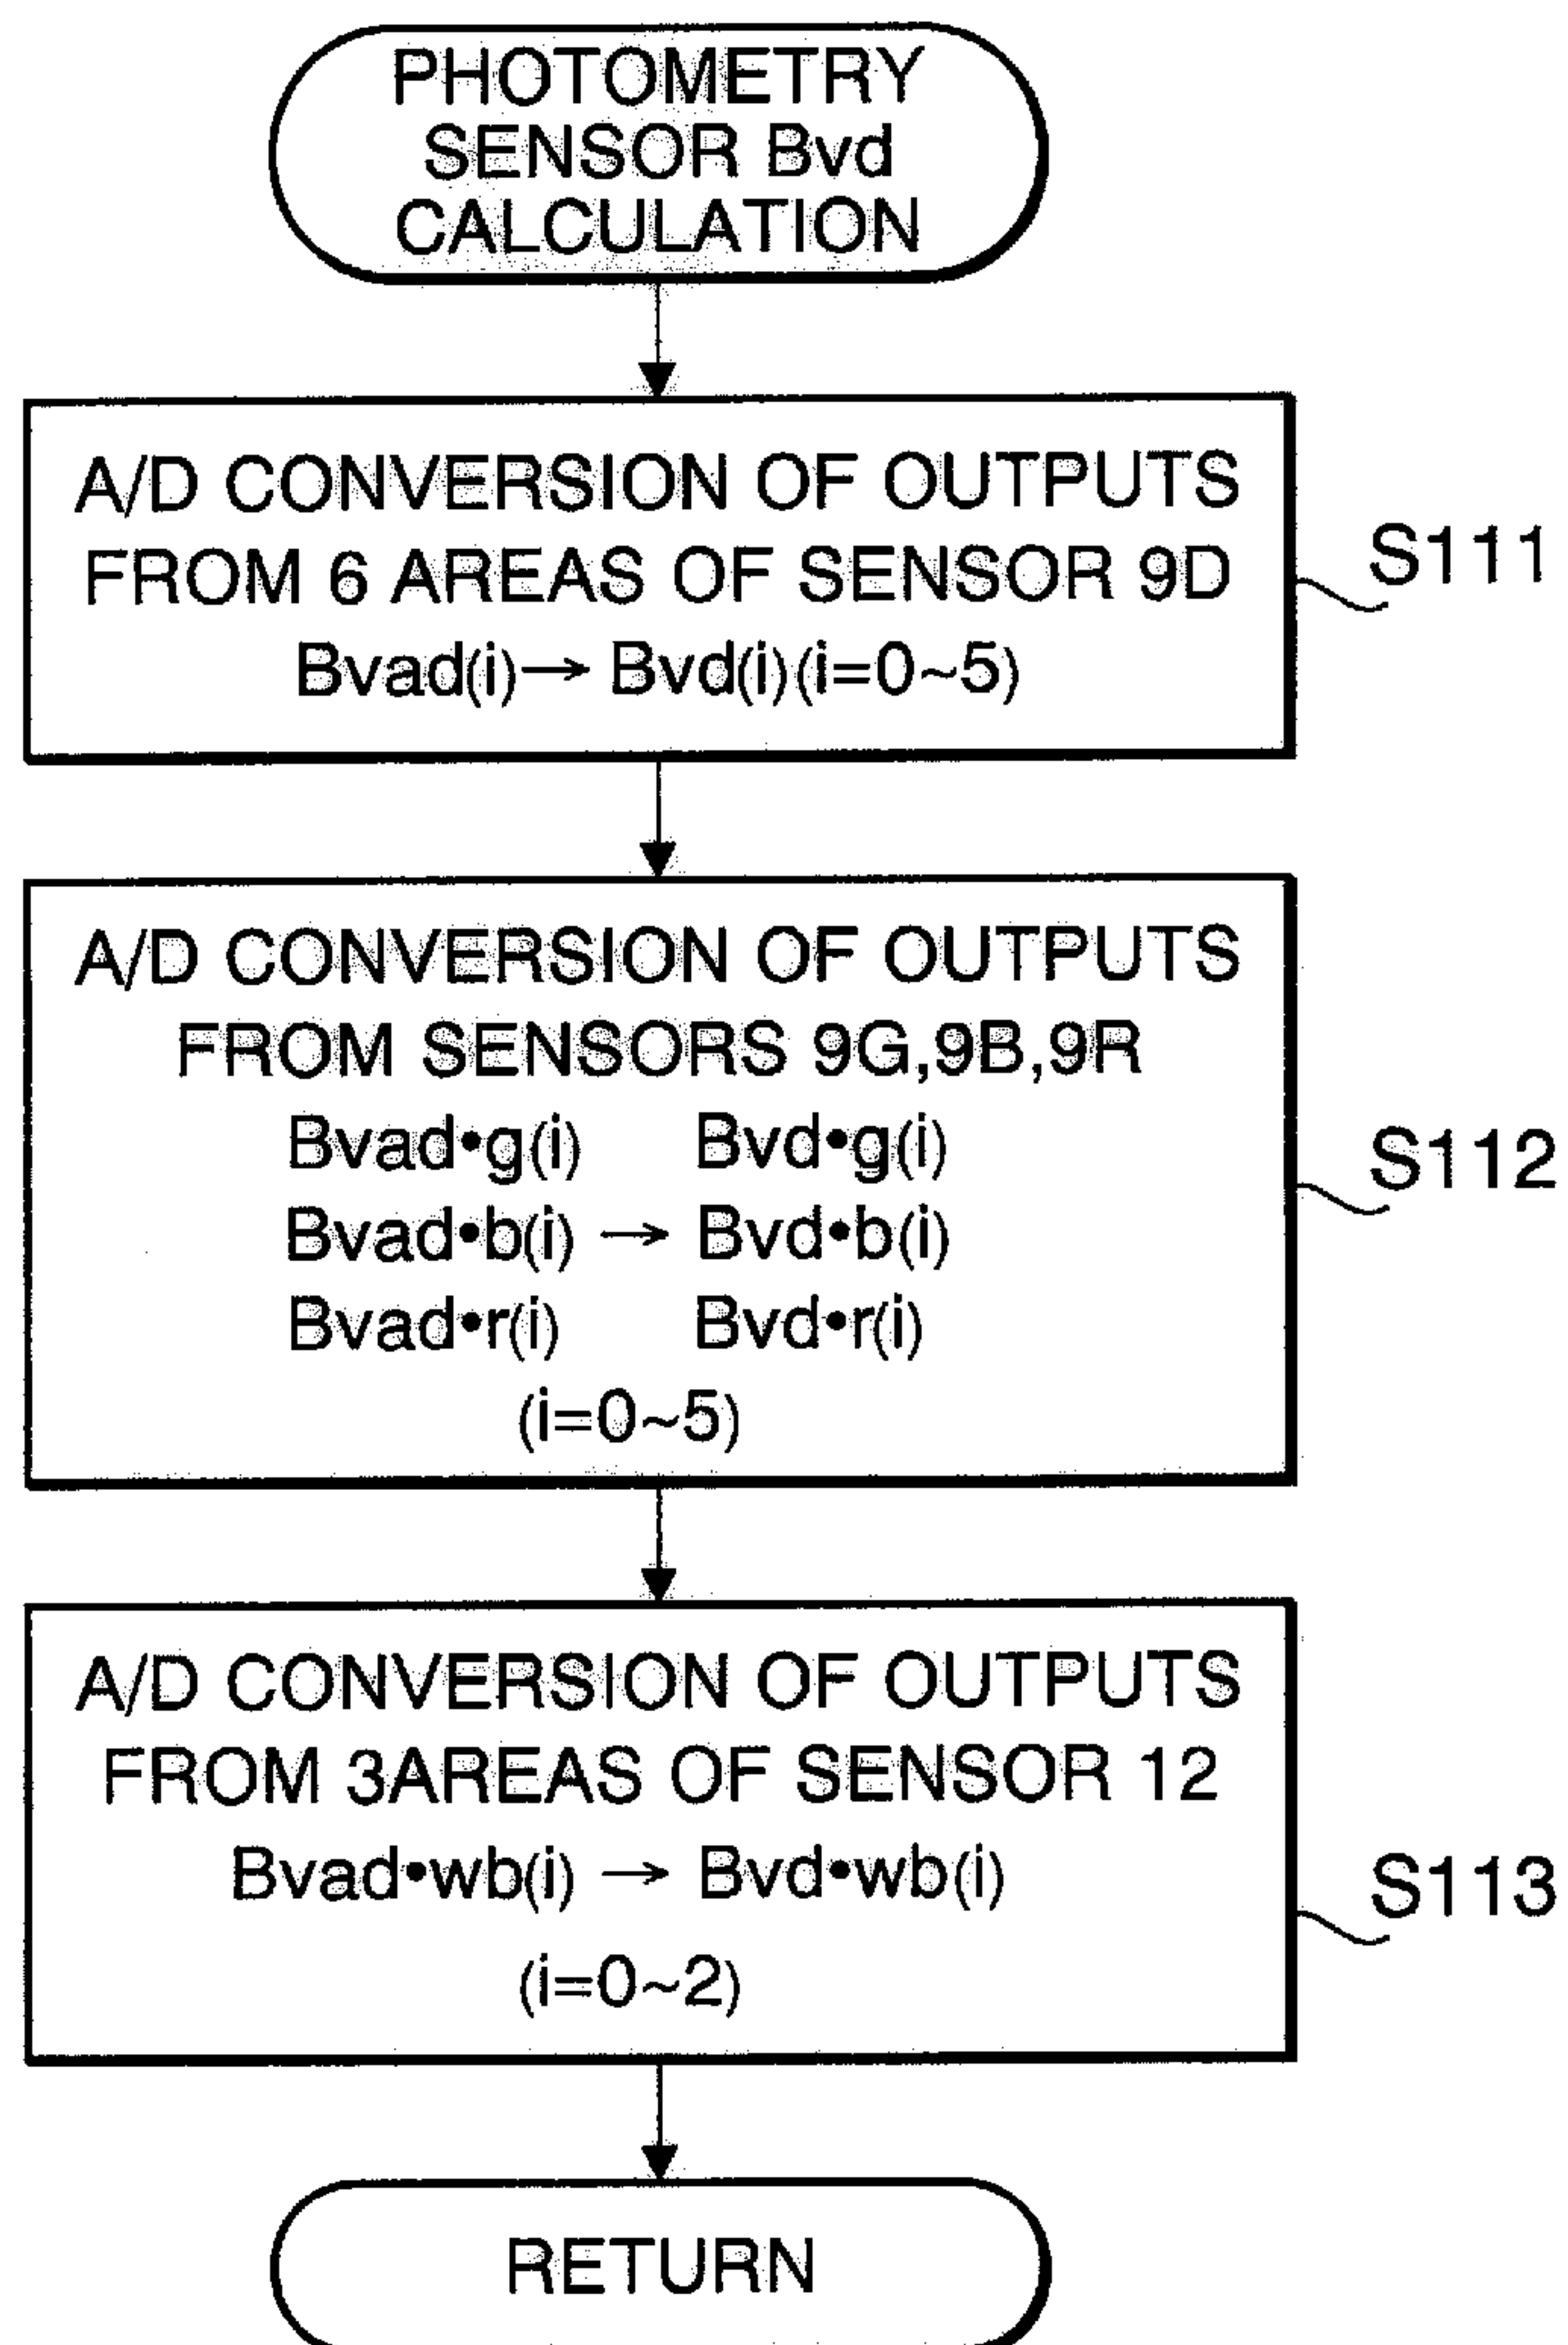 PHOTOMETRY
SENSOR Bvd
CALCULATION
A/D CONVERSION OF OUTPUTS
FROM 6 AREAS OF SENSOR 9D
Bvad(i)→ Bvd(i)(i=0~5)
S111
A/D CONVERSION OF OUTPUTS
FROM SENSORS 9G,9B,9R
Bvad•g(i) Bvd•g(i)
Bvad•b(i) → Bvd•b(i)
Bvad•r(i) Bvd•r(i)
(i=0~5)
S112
A/D CONVERSION OF OUTPUTS
FROM 3AREAS OF SENSOR 12
Bvad•wb(i) → Bvd•wb(i)
(i=0~2)
S113
RETURN